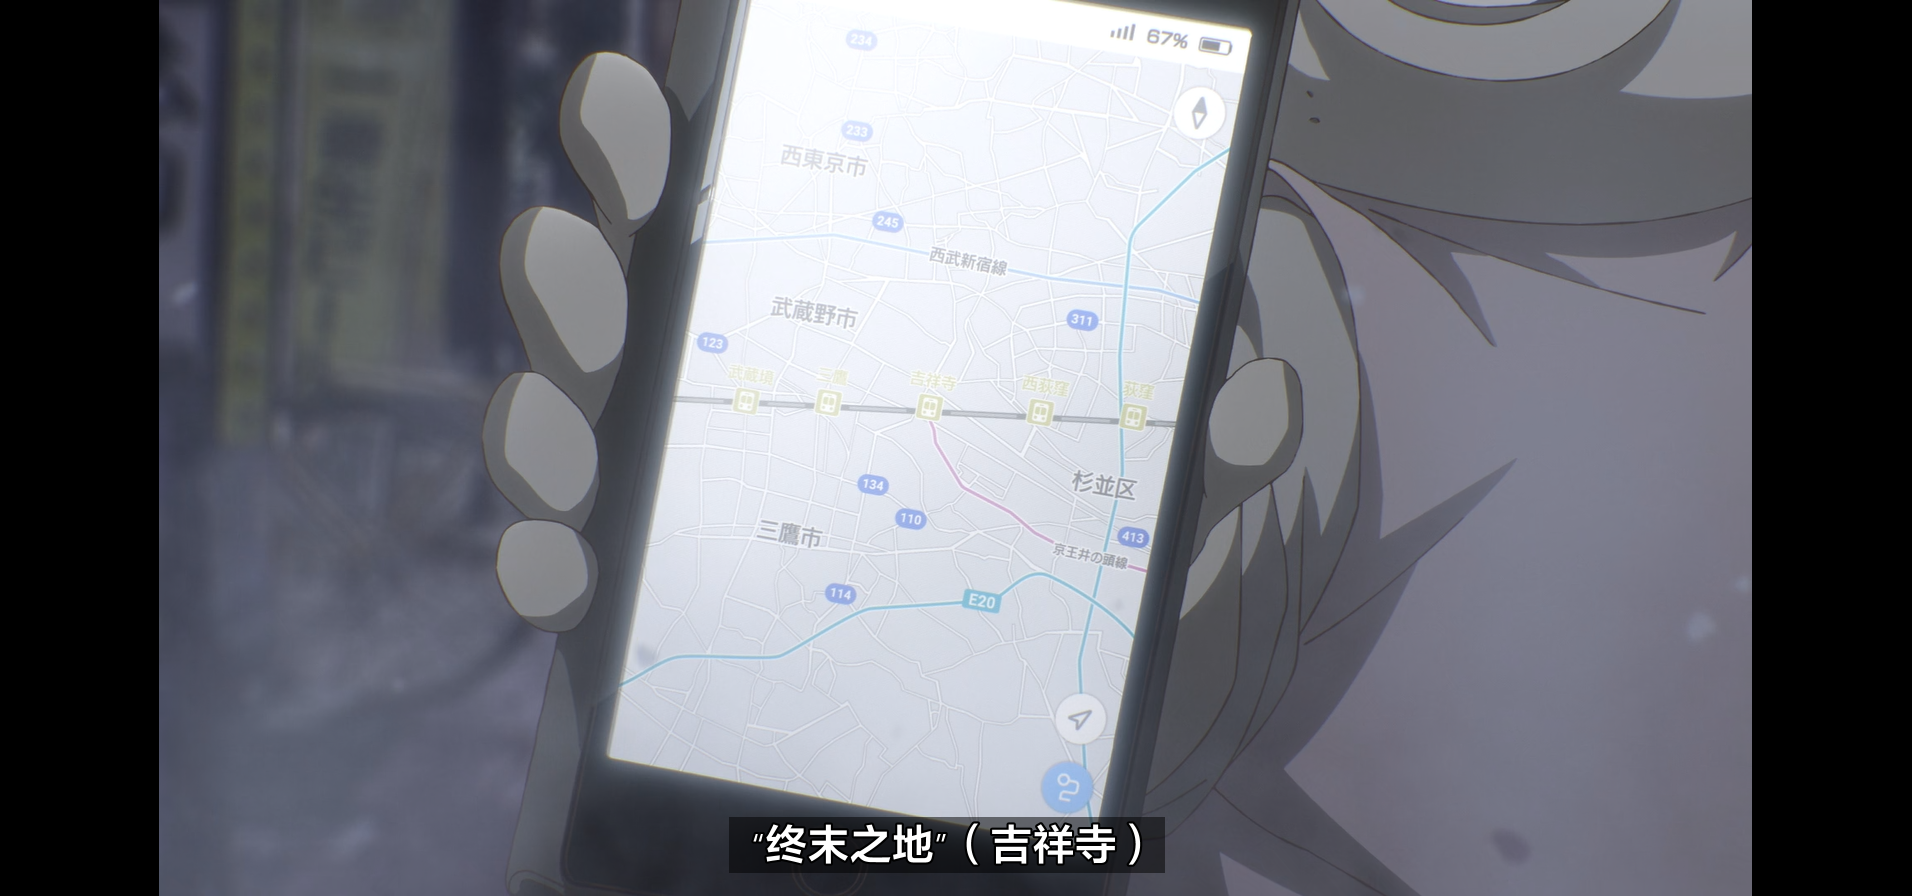 67%
234
233
西東京市
245
西武新宿線
武蔵野市
311
123
武蔵境
三鷹
吉祥寺
西荻窪
荻窪
134
杉並区
110
三鷹市
413
京王井の頭線
114
E20
“终末之地”（吉祥寺）